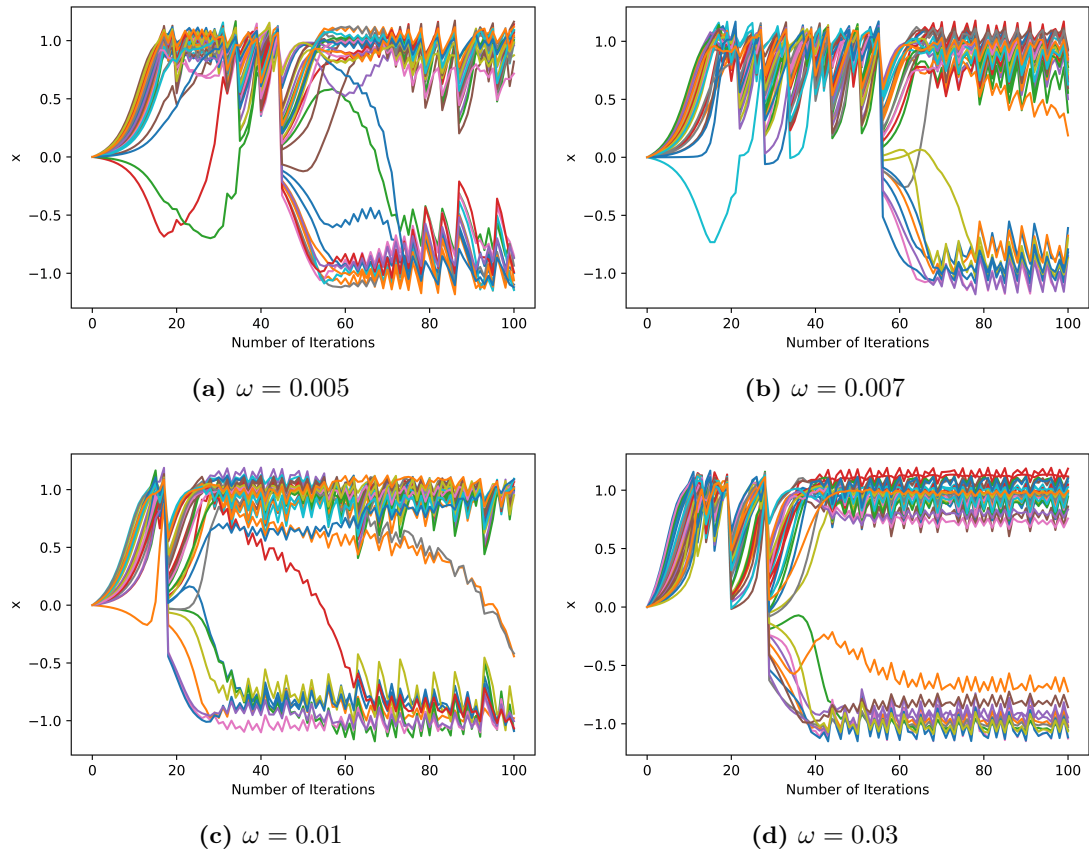 1.0
0.5
0.0
−0.5
−1.0
x
0 20 40 60 80 100
Number of Iterations
(a) ω = 0.005
1.0
0.5
0.0
−0.5
−1.0
x
0 20 40 60 80 100
Number of Iterations
(b) ω = 0.007
1.0
0.5
0.0
−0.5
−1.0
x
0 20 40 60 80 100
Number of Iterations
(c) ω = 0.01
1.0
0.5
0.0
−0.5
−1.0
x
0 20 40 60 80 100
Number of Iterations
(d) ω = 0.03